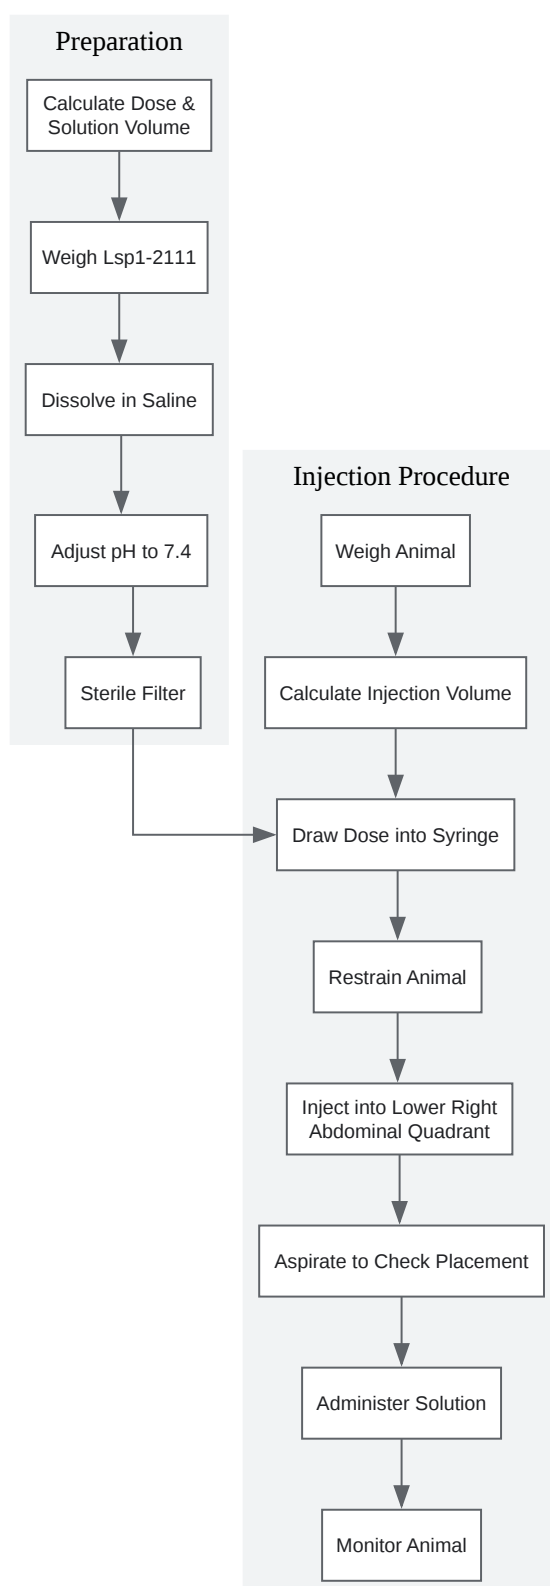 Preparation
Calculate Dose &
Solution Volume
Weigh Lsp1-2111
Dissolve in Saline
Adjust pH to 7.4
Sterile Filter
Injection Procedure
Weigh Animal
Calculate Injection Volume
Draw Dose into Syringe
Restrain Animal
Inject into Lower Right
Abdominal Quadrant
Aspirate to Check Placement
Administer Solution
Monitor Animal